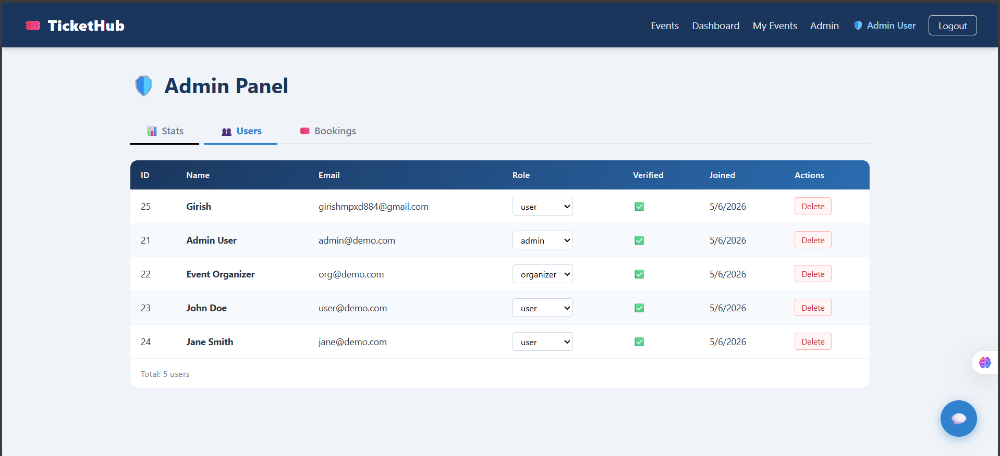 TicketHub
Events Dashboard My Events Admin Admin User Logout
Admin Panel
Stats Users Bookings
ID Name Email Role Verified Joined Actions
25 Girish girishmpxd884@gmail.com user 5/6/2026 Delete
21 Admin User admin@demo.com admin 5/6/2026 Delete
22 Event Organizer org@demo.com organizer 5/6/2026 Delete
23 John Doe user@demo.com user 5/6/2026 Delete
24 Jane Smith jane@demo.com user 5/6/2026 Delete
Total: 5 users